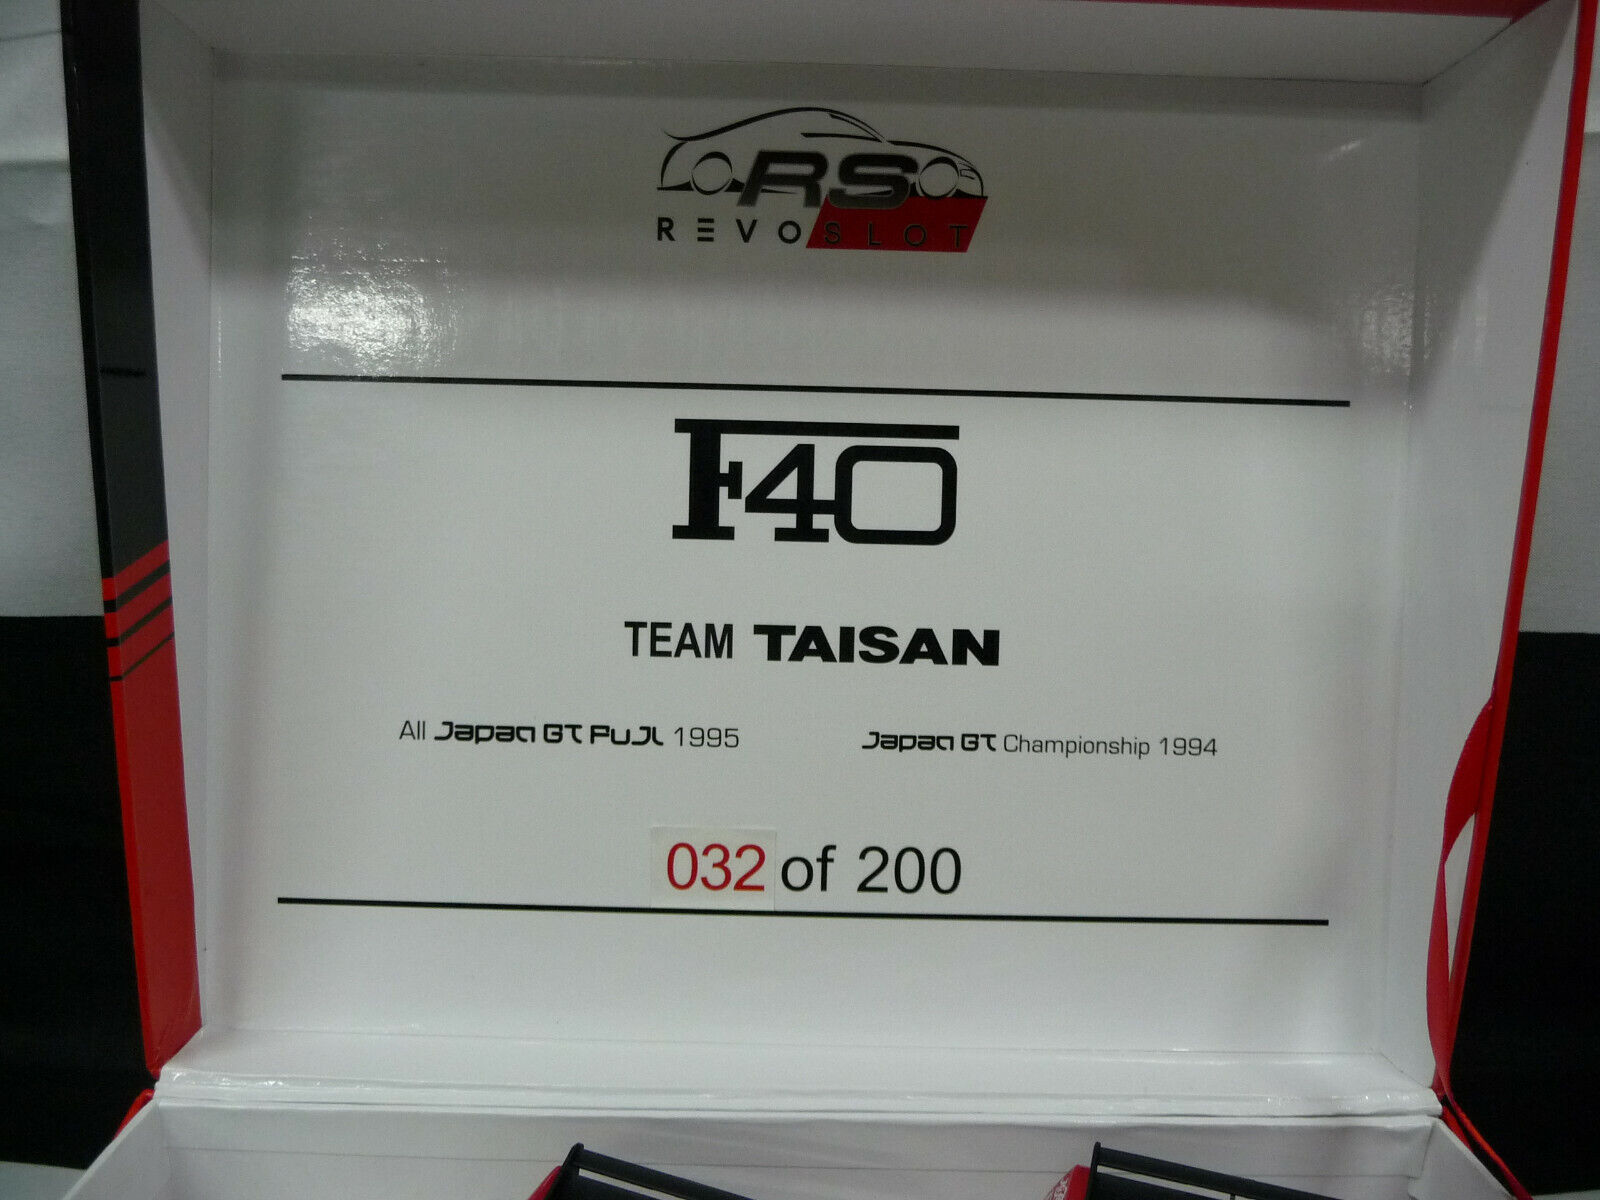 RS
REVOSLOT
F40
TEAM TAISAN
All Japan GT FUJI 1995
Japan GT Championship 1994
032 of 200